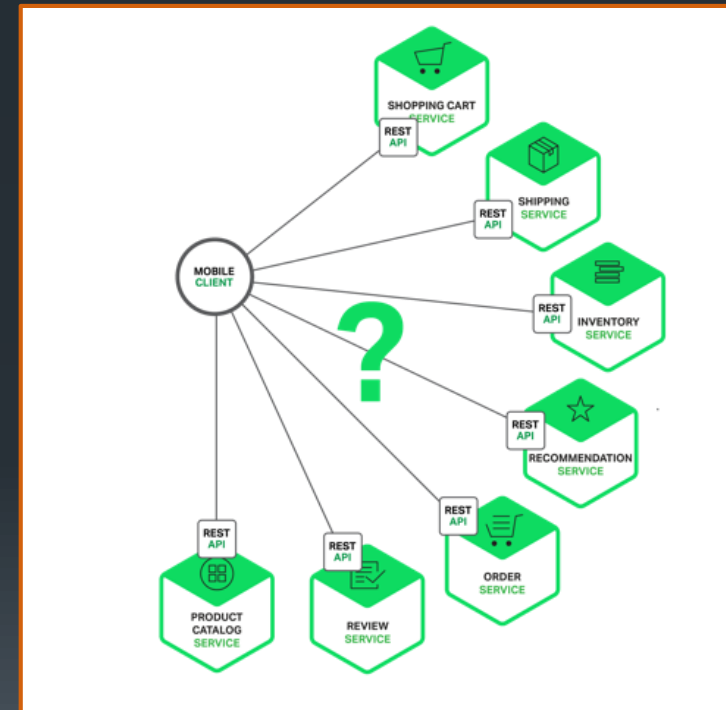 SHOPPING CART
SERVICE
REST
API
SHIPPING
SERVICE
REST
API
MOBILE
CLIENT
INVENTORY
SERVICE
REST
API
?
RECOMMENDATION
SERVICE
REST
API
ORDER
SERVICE
REST
API
REVIEW
SERVICE
REST
API
PRODUCT
CATALOG
SERVICE
REST
API